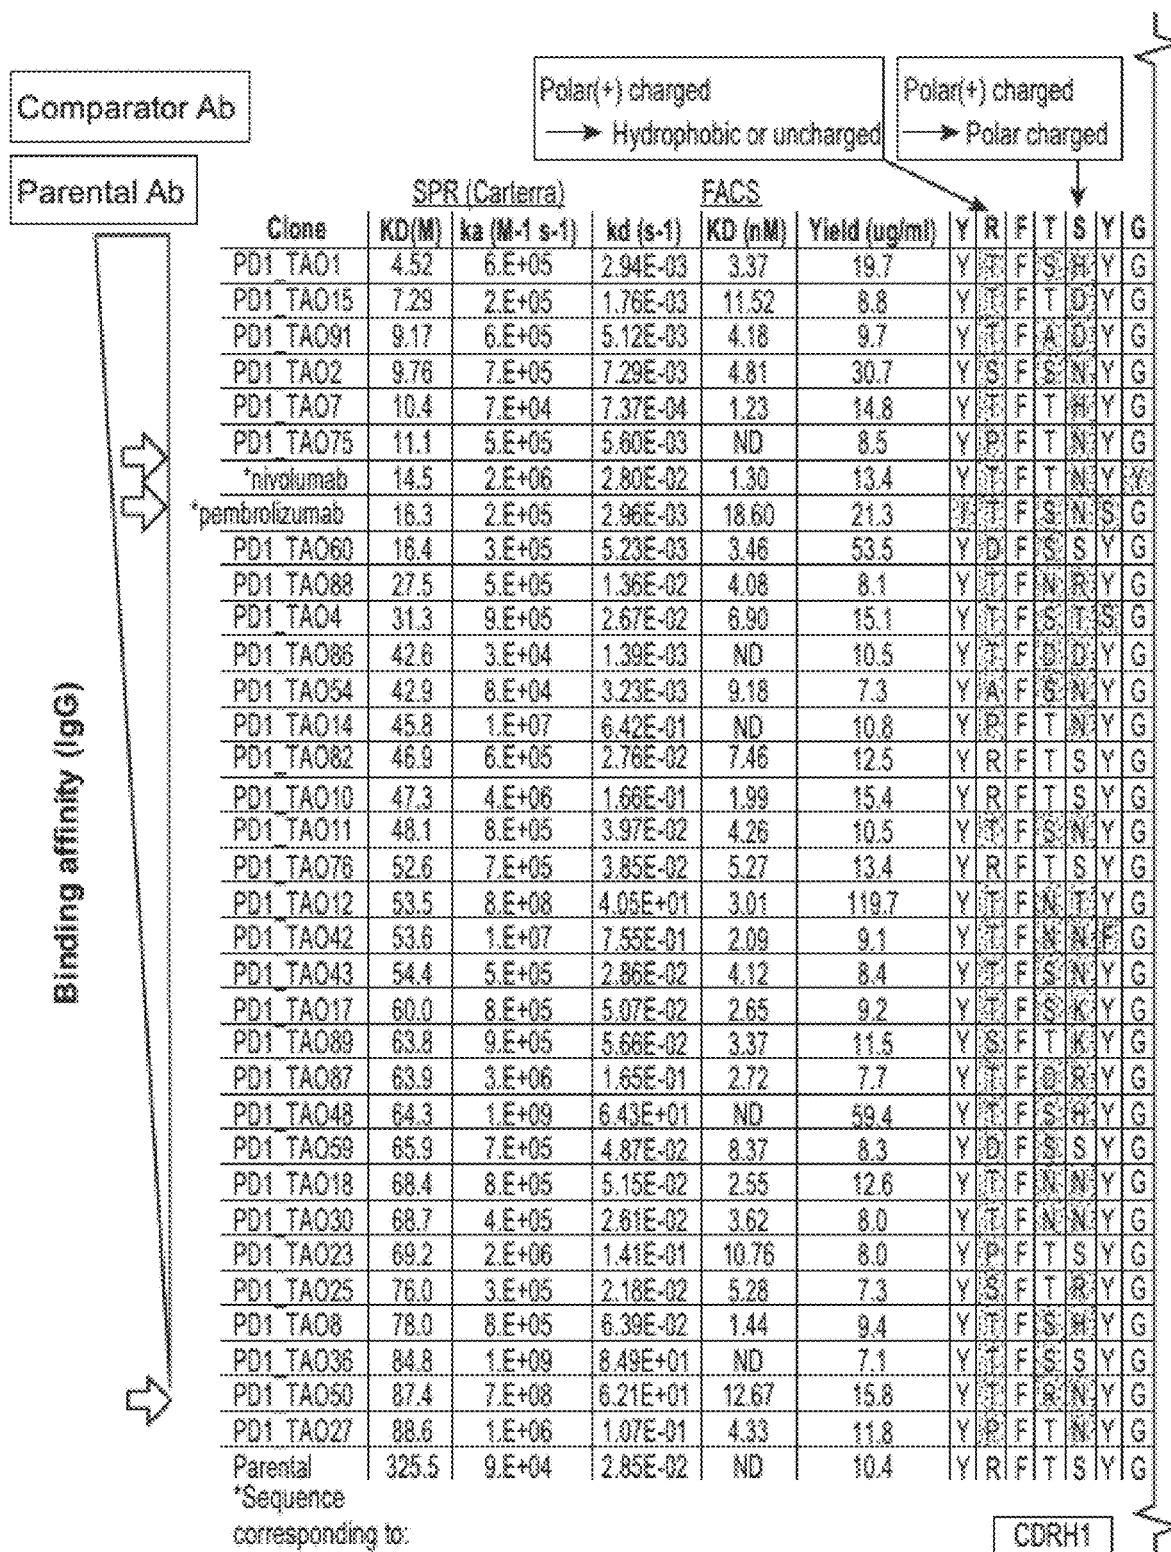 Comparator Ab
Parental Ab
Polar(+) charged
→ Hydrophobic or uncharged
Polar(+) charged
→ Polar charged
SPR (Carterra) FACS
Clone KD(M) ka (M-1 s-1) kd (s-1) KD (nM) Yield (ug/ml) Y R F T S Y G
PD1_TAO1 4.52 6.E+05 2.94E-03 3.37 19.7 Y T F S H Y G
PD1_TAO15 7.29 2.E+05 1.76E-03 11.52 8.8 Y T F T D Y G
PD1_TAO91 9.17 6.E+05 5.12E-03 4.18 9.7 Y T F A D Y G
PD1_TAO2 9.76 7.E+05 7.29E-03 4.81 30.7 Y S F S N Y G
PD1_TAO7 10.4 7.E+04 7.37E-04 1.23 14.8 Y T F T H Y G
PD1_TAO75 11.1 5.E+05 5.60E-03 ND 8.5 Y P F T N Y G
*nivolumab 14.5 2.E+06 2.80E-02 1.30 13.4 Y T F T N Y Y
*pembrolizumab 16.3 2.E+05 2.96E-03 18.60 21.3 T F S N S G
PD1_TAO60 16.4 3.E+05 5.23E-03 3.46 53.5 Y D F S S Y G
PD1_TAO88 27.5 5.E+05 1.36E-02 4.08 8.1 Y T F N R Y G
PD1_TAO4 31.3 9.E+05 2.67E-02 6.90 15.1 Y T F S T S G
PD1_TAO86 42.6 3.E+04 1.39E-03 ND 10.5 Y T F D D Y G
PD1_TAO54 42.9 8.E+04 3.23E-03 9.18 7.3 Y A F S N Y G
PD1_TAO14 45.8 1.E+07 6.42E-01 ND 10.8 Y P F T N Y G
PD1_TAO82 46.9 6.E+05 2.76E-02 7.46 12.5 Y R F T S Y G
PD1_TAO10 47.3 4.E+06 1.66E-01 1.99 15.4 Y R F T S Y G
PD1_TAO11 48.1 8.E+05 3.97E-02 4.26 10.5 Y T F S N Y G
PD1_TAO76 52.6 7.E+05 3.85E-02 5.27 13.4 Y R F T S Y G
PD1_TAO12 53.5 8.E+08 4.05E+01 3.01 119.7 Y T F N T Y G
PD1_TAO42 53.6 1.E+07 7.55E-01 2.09 9.1 Y T F N N F G
PD1_TAO43 54.4 5.E+05 2.86E-02 4.12 8.4 Y T F S N Y G
PD1_TAO17 60.0 8.E+05 5.07E-02 2.65 9.2 Y T F S K Y G
PD1_TAO89 63.8 9.E+05 5.66E-02 3.37 11.5 Y S F T K Y G
PD1_TAO87 63.9 3.E+06 1.65E-01 2.72 7.7 Y T F R Y G
PD1_TAO48 64.3 1.E+09 6.43E+01 ND 59.4 Y T F S H Y G
PD1_TAO59 65.9 7.E+05 4.87E-02 8.37 8.3 Y D F S S Y G
PD1_TAO18 68.4 8.E+05 5.15E-02 2.55 12.6 Y T F N N Y G
PD1_TAO30 68.7 4.E+05 2.61E-02 3.62 8.0 Y T F N N Y G
PD1_TAO23 69.2 2.E+06 1.41E-01 10.76 8.0 Y P F T S Y G
PD1_TAO25 76.0 3.E+05 2.18E-02 5.28 7.3 Y S F T R Y G
PD1_TAO8 78.0 8.E+05 6.39E-02 1.44 9.4 Y T F S H Y G
PD1_TAO36 84.8 1.E+09 8.49E+01 ND 7.1 Y T F S S Y G
PD1_TAO50 87.4 7.E+08 6.21E+01 12.67 15.8 Y T F R N Y G
PD1_TAO27 88.6 1.E+06 1.07E-01 4.33 11.8 Y P F T N Y G
Parental 325.5 9.E+04 2.85E-02 ND 10.4 Y R F T S Y G
*Sequence
corresponding to:
CDRH1
Binding affinity (IgG)